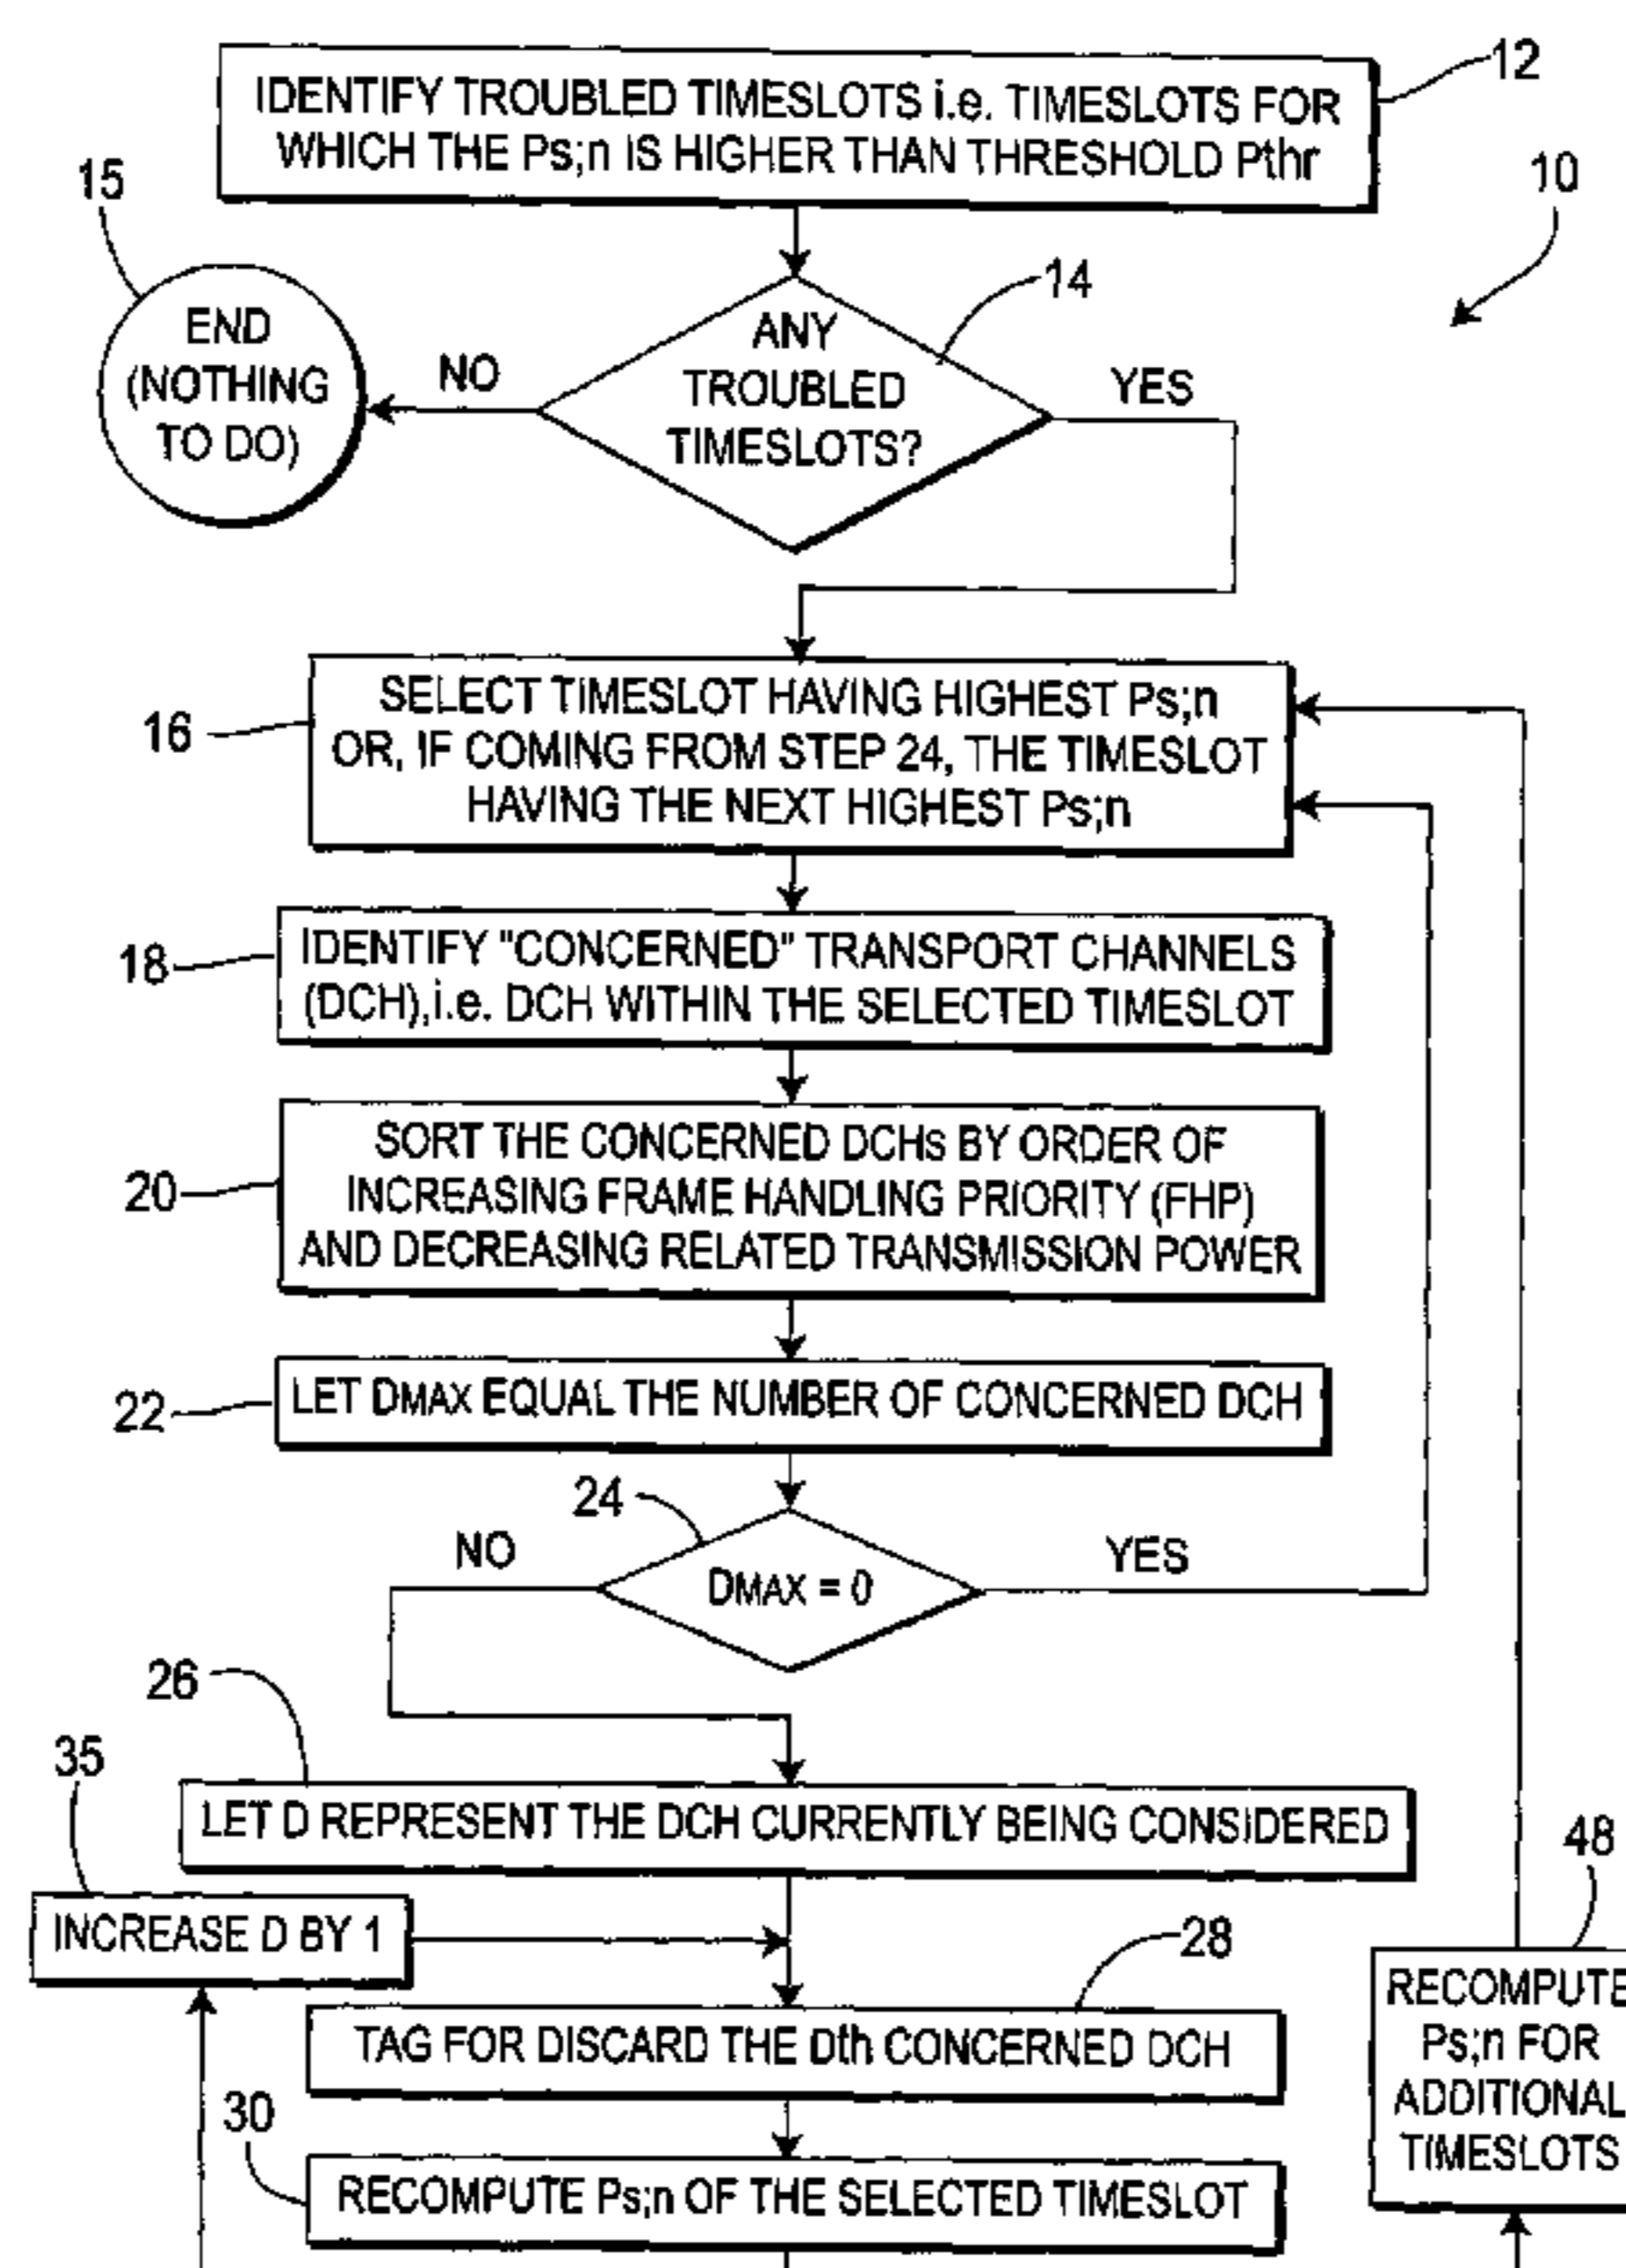 12
IDENTIFY TROUBLED TIMESLOTS i.e. TIMESLOTS FOR
WHICH THE Ps;n IS HIGHER THAN THRESHOLD Pthr
15
10
14
END
(NOTHING
TO DO)
NO
ANY
TROUBLED
TIMESLOTS?
YES
16
SELECT TIMESLOT HAVING HIGHEST Ps;n
OR, IF COMING FROM STEP 24, THE TIMESLOT
HAVING THE NEXT HIGHEST Ps;n
18
IDENTIFY "CONCERNED" TRANSPORT CHANNELS
(DCH),i.e. DCH WITHIN THE SELECTED TIMESLOT
20
SORT THE CONCERNED DCHs BY ORDER OF
INCREASING FRAME HANDLING PRIORITY (FHP)
AND DECREASING RELATED TRANSMISSION POWER
22
LET DMAX EQUAL THE NUMBER OF CONCERNED DCH
24
NO
DMAX = 0
YES
26
LET D REPRESENT THE DCH CURRENTLY BEING CONSIDERED
35
INCREASE D BY 1
28
TAG FOR DISCARD THE Dth CONCERNED DCH
30
RECOMPUTE Ps;n OF THE SELECTED TIMESLOT
48
RECOMPUTE
Ps;n FOR
ADDITIONAL
TIMESLOTS